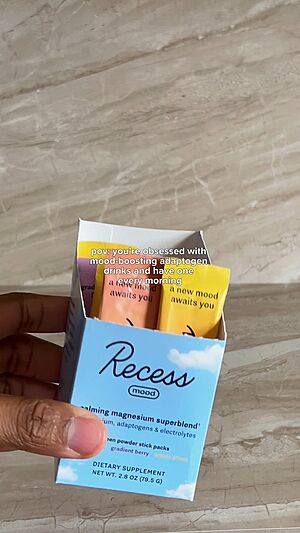 pov: you're obsessed with
mood-boosting adaptogen
drinks and have one
every morning
a new mood
awaits you
a new mood
awaits you
Recess
mood
calming magnesium superblend†
adaptogens & electrolytes
powder stick packs
gradient berry
DIETARY SUPPLEMENT
NET WT. 2.8 OZ (79.5 G)